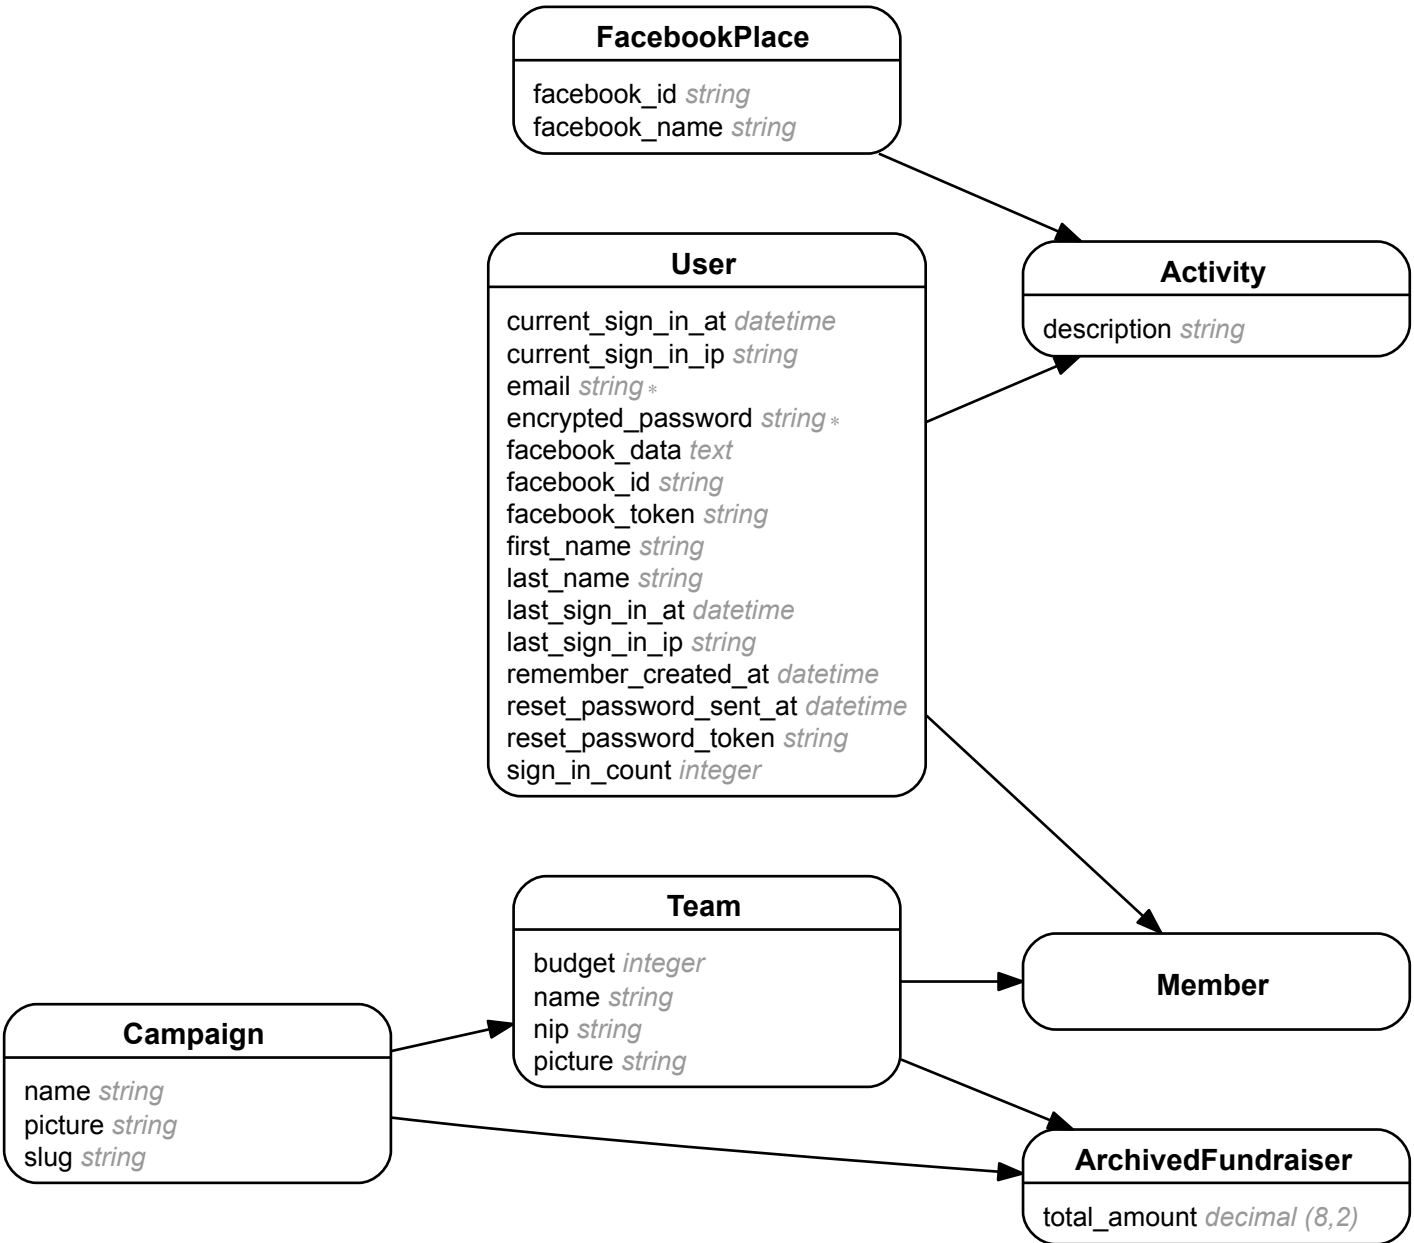 FacebookPlace
facebook_id string
facebook_name string
User
current_sign_in_at datetime
current_sign_in_ip string
email string *
encrypted_password string *
facebook_data text
facebook_id string
facebook_token string
first_name string
last_name string
last_sign_in_at datetime
last_sign_in_ip string
remember_created_at datetime
reset_password_sent_at datetime
reset_password_token string
sign_in_count integer
Activity
description string
Team
budget integer
name string
nip string
picture string
Member
Campaign
name string
picture string
slug string
ArchivedFundraiser
total_amount decimal (8,2)